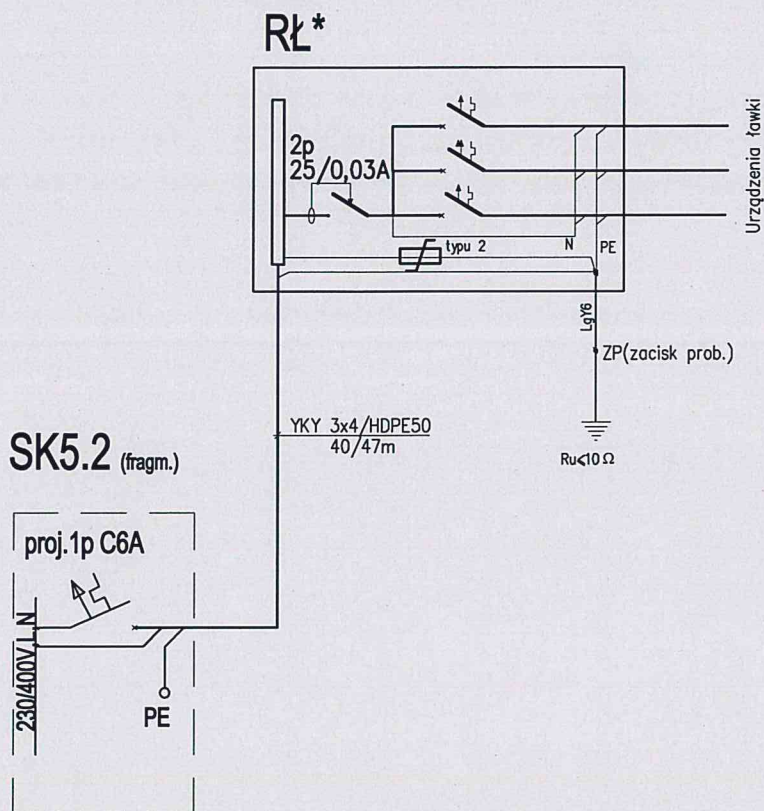 RŁ*
2p
25/0,03A
typu 2
N
PE
Urządzenia ławki
LgY6
ZP(zacisk prob.)
YKY 3x4/HDPE50
40/47m
Ru<10Ω
SK5.2 (fragm.)
proj.1p C6A
230/400V,L,N
PE